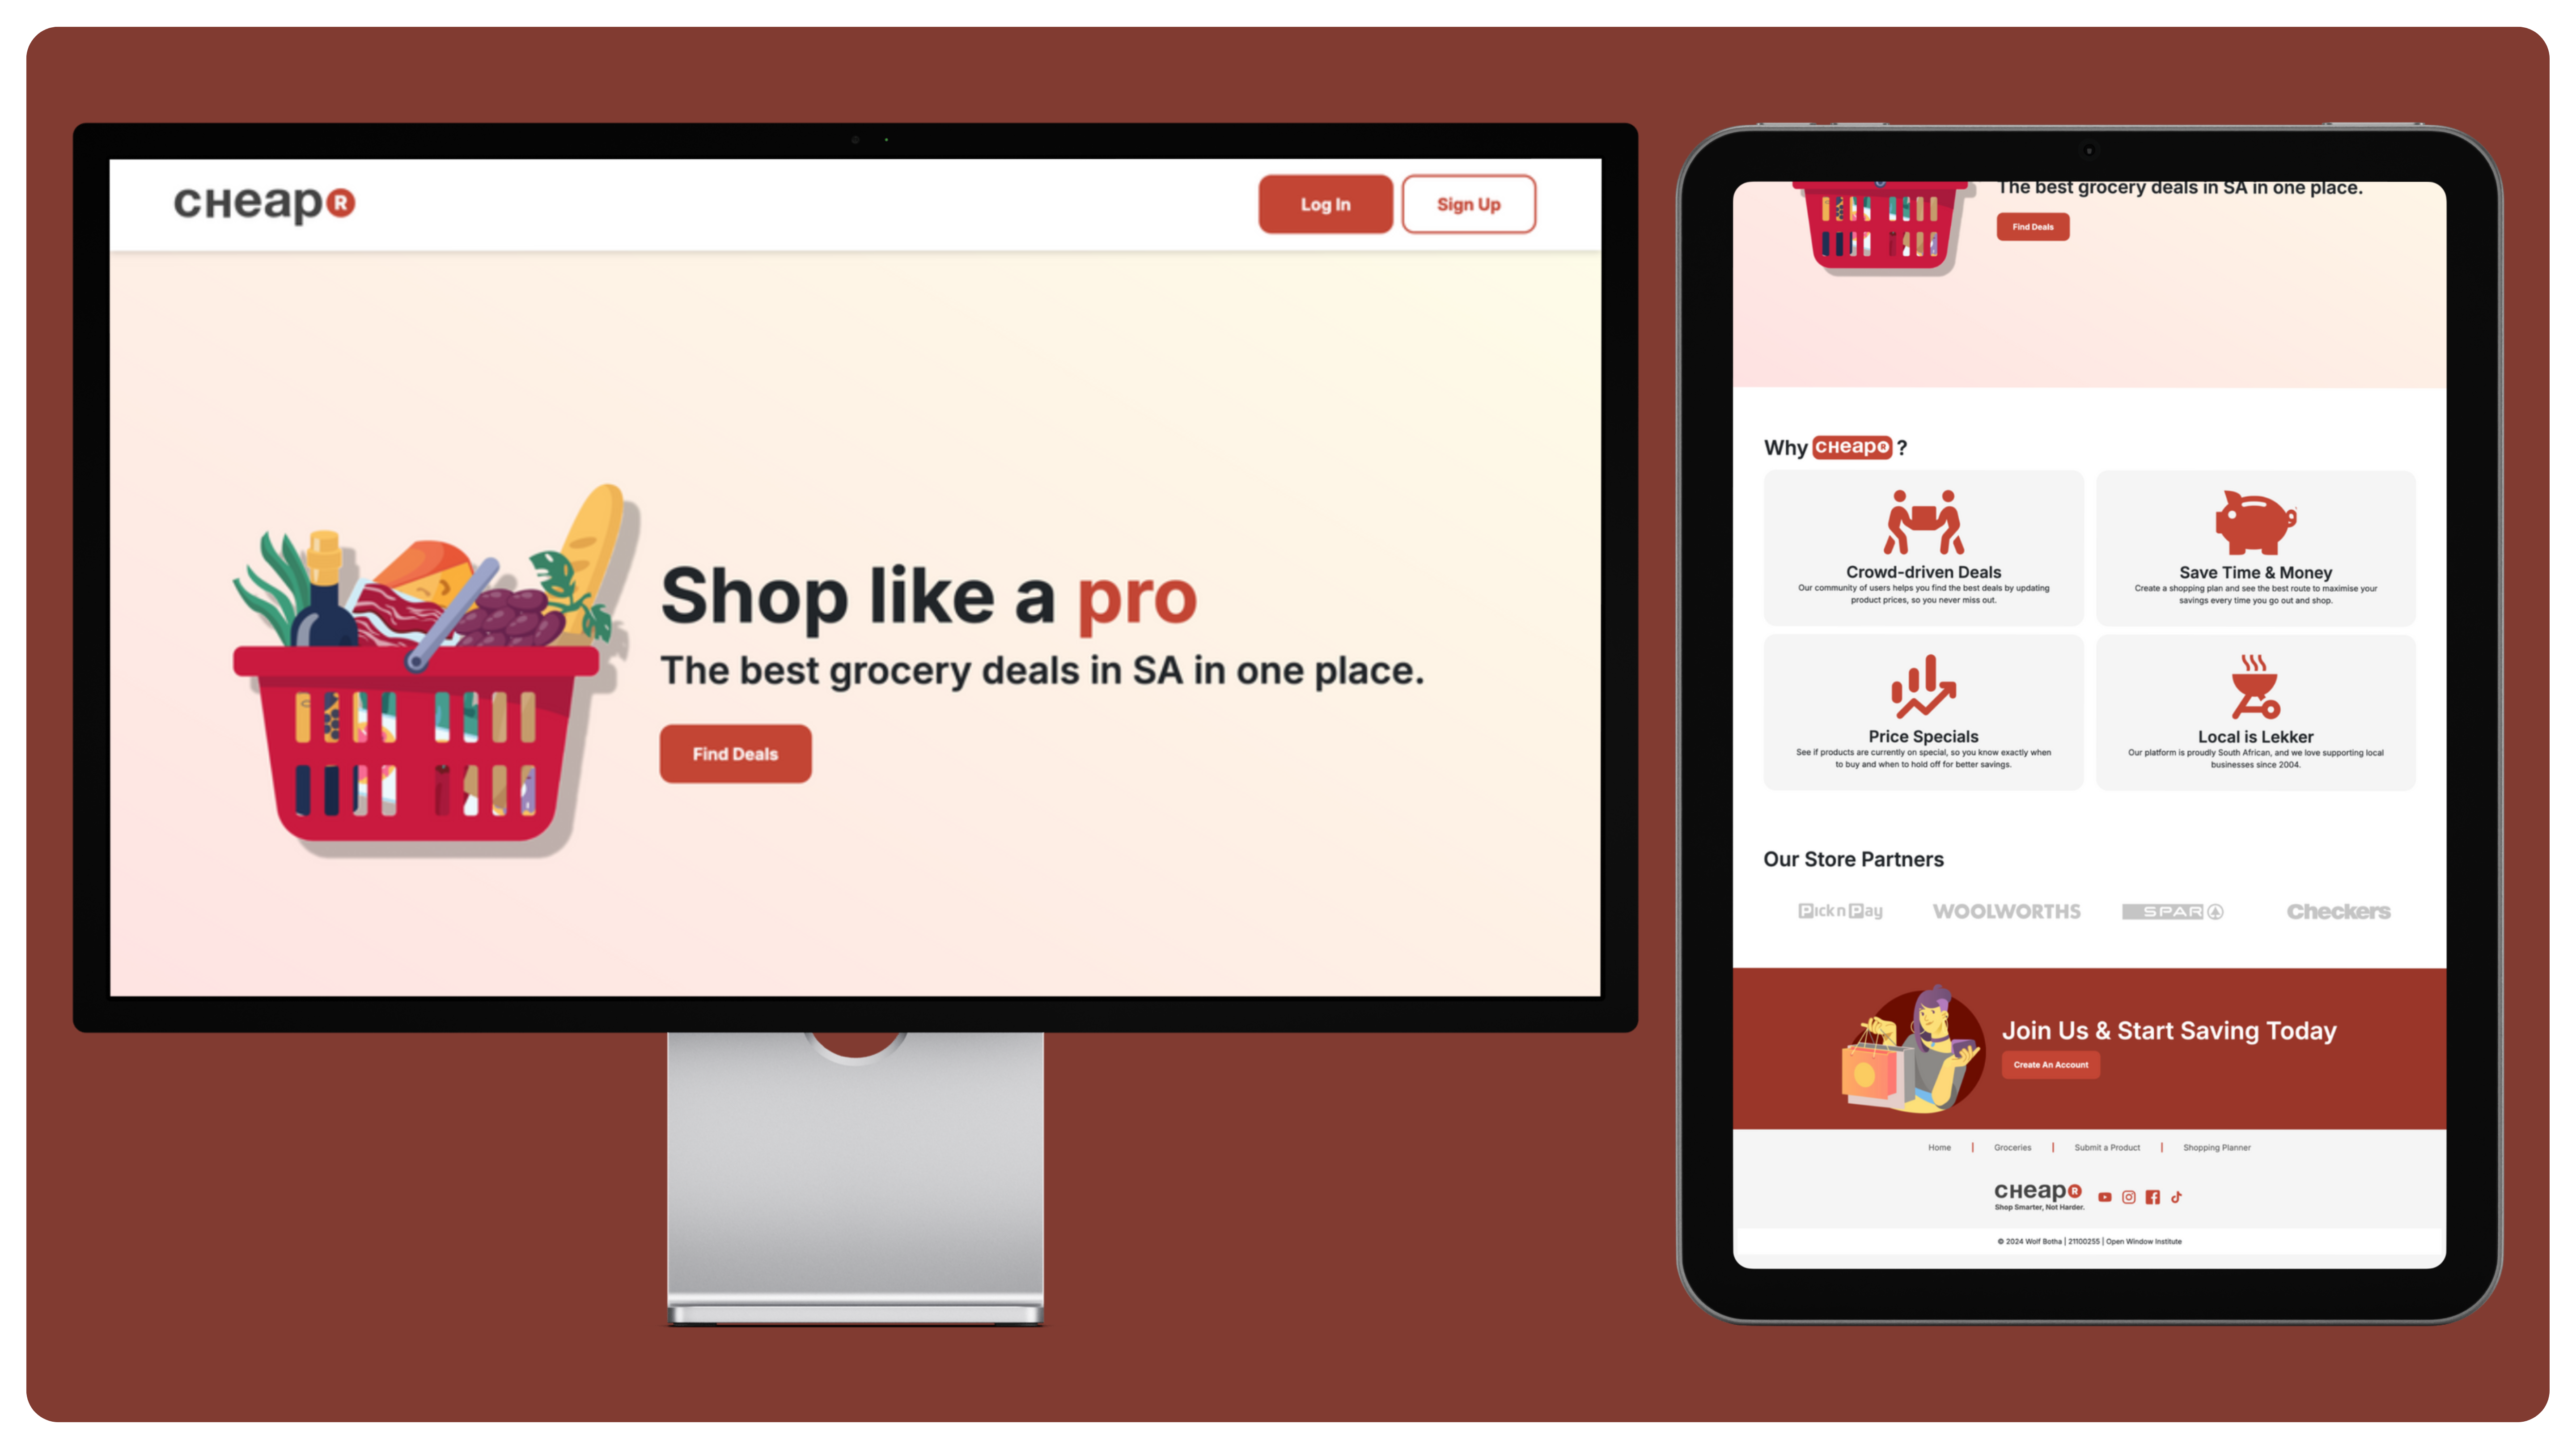 CHeapR
Log In
Sign Up
Shop like a pro
The best grocery deals in SA in one place.
Find Deals
The best grocery deals in SA in one place.
Find Deals
Why CHeapR ?
Crowd-driven Deals
Our community of users helps you find the best deals by updating
product prices, so you never miss out.
Save Time & Money
Create a shopping plan and see the best route to maximise your
savings every time you go out and shop.
Price Specials
See if products are currently on special, so you know exactly when
to buy and when to hold off for better savings.
Local is Lekker
Our platform is proudly South African, and we love supporting local
businesses since 2004.
Our Store Partners
Pick n Pay
WOOLWORTHS
SPAR
Checkers
Join Us & Start Saving Today
Create An Account
Home | Groceries | Submit a Product | Shopping Planner
CHeapR
Shop Smarter, Not Harder.
© 2024 Wolf Botha | 21100255 | Open Window Institute